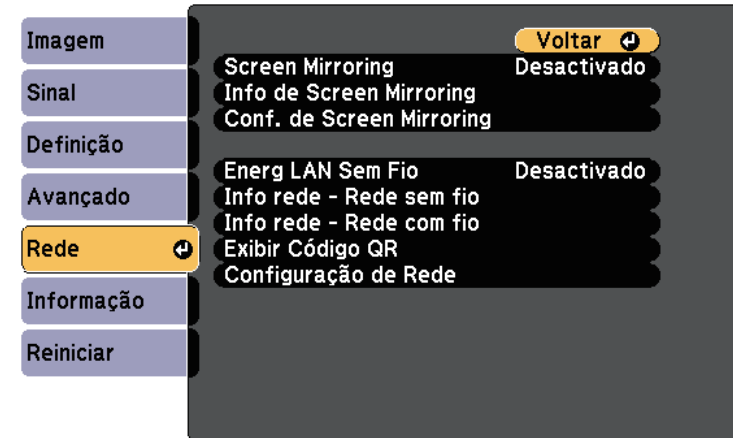 Imagem
Sinal
Definição
Avançado
Rede
Informação
Reiniciar
Voltar
Screen Mirroring Desactivado
Info de Screen Mirroring
Conf. de Screen Mirroring
Energ LAN Sem Fio Desactivado
Info rede - Rede sem fio
Info rede - Rede com fio
Exibir Código QR
Configuração de Rede